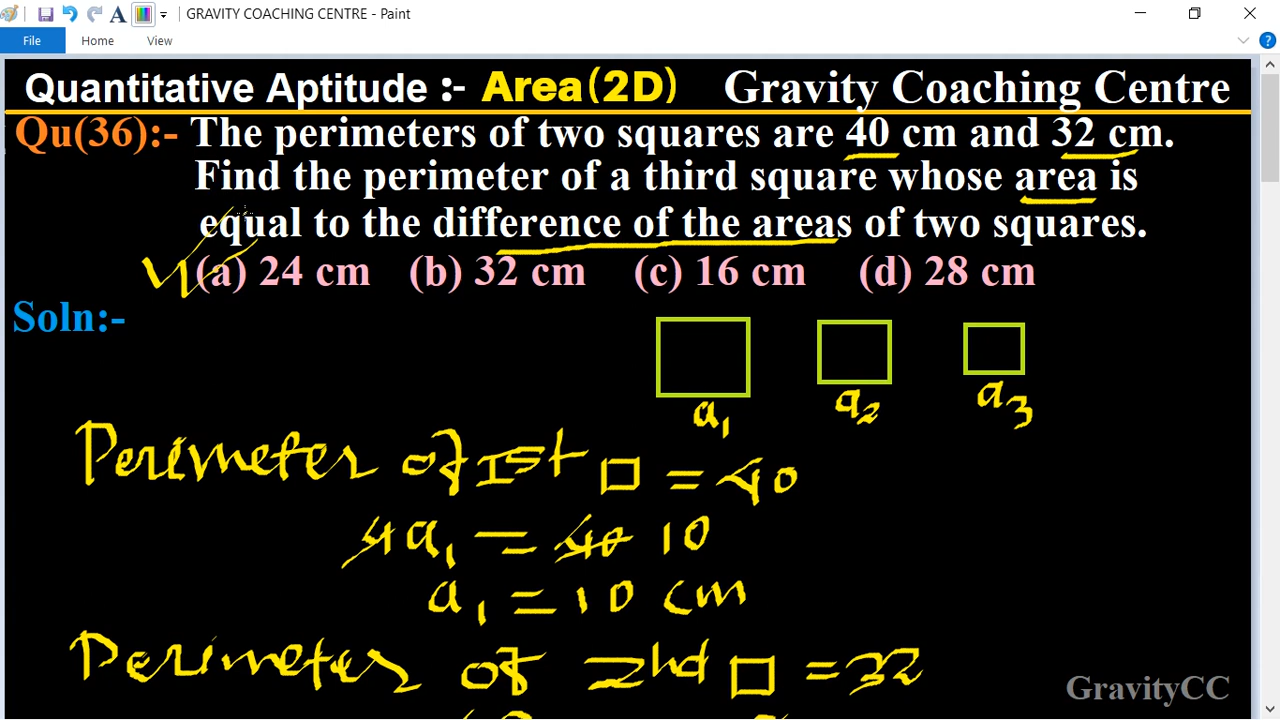 GRAVITY COACHING CENTRE - Paint
File Home View
Quantitative Aptitude :- Area(2D) Gravity Coaching Centre
Qu(36):- The perimeters of two squares are 40 cm and 32 cm.
Find the perimeter of a third square whose area is
equal to the difference of the areas of two squares.
(a) 24 cm (b) 32 cm (c) 16 cm (d) 28 cm
Soln:-
a1 a2 a3
Perimeter of Ist □ = 40
4a1 = 40 10
a1 = 10 cm
Perimeter of 2nd □ = 32
GravityCC